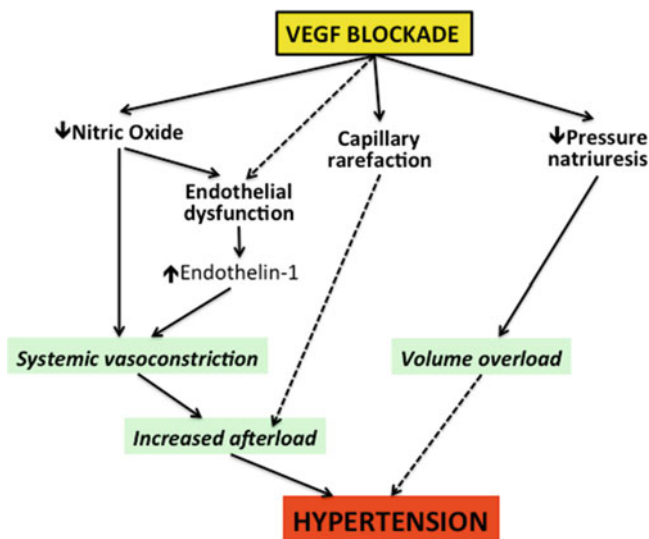 VEGF BLOCKADE
↓Nitric Oxide
Capillary
rarefaction
↓Pressure
natriuresis
Endothelial
dysfunction
↑Endothelin-1
Systemic vasoconstriction
Volume overload
Increased afterload
HYPERTENSION